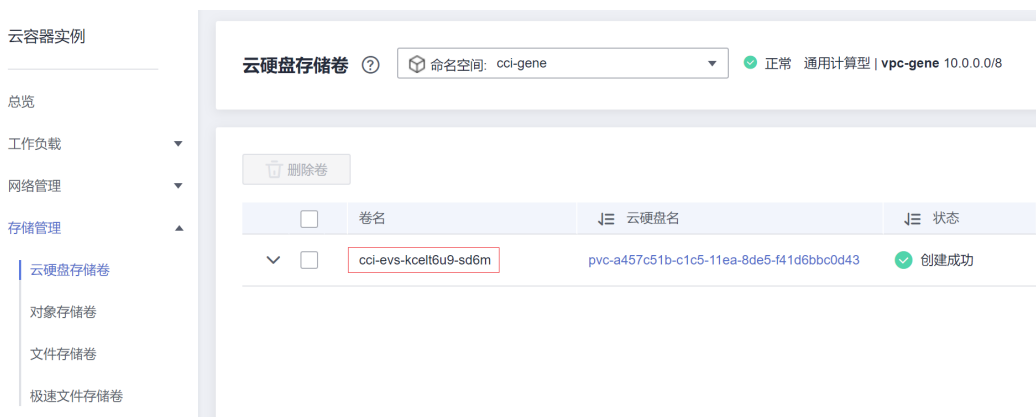 云容器实例
总览
工作负载
网络管理
存储管理
云硬盘存储卷
对象存储卷
文件存储卷
极速文件存储卷
云硬盘存储卷 ? 命名空间: cci-gene 正常 通用计算型 | vpc-gene 10.0.0.0/8
删除卷
卷名 云硬盘名 状态
cci-evs-kcelt6u9-sd6m pvc-a457c51b-c1c5-11ea-8de5-f41d6bbc0d43 创建成功